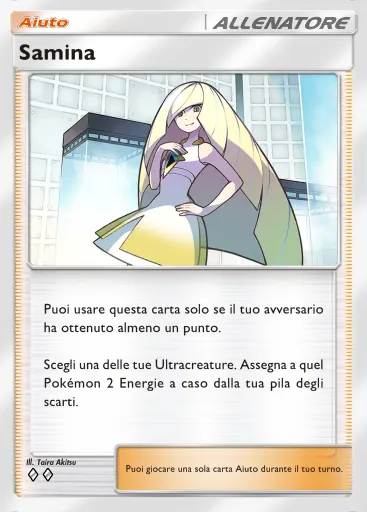 Aiuto
ALLENATORE
Samina
Puoi usare questa carta solo se il tuo avversario
ha ottenuto almeno un punto.
Scegli una delle tue Ultracreature. Assegna a quel
Pokémon 2 Energie a caso dalla tua pila degli
scarti.
Ill. Taira Akitsu
Puoi giocare una sola carta Aiuto durante il tuo turno.